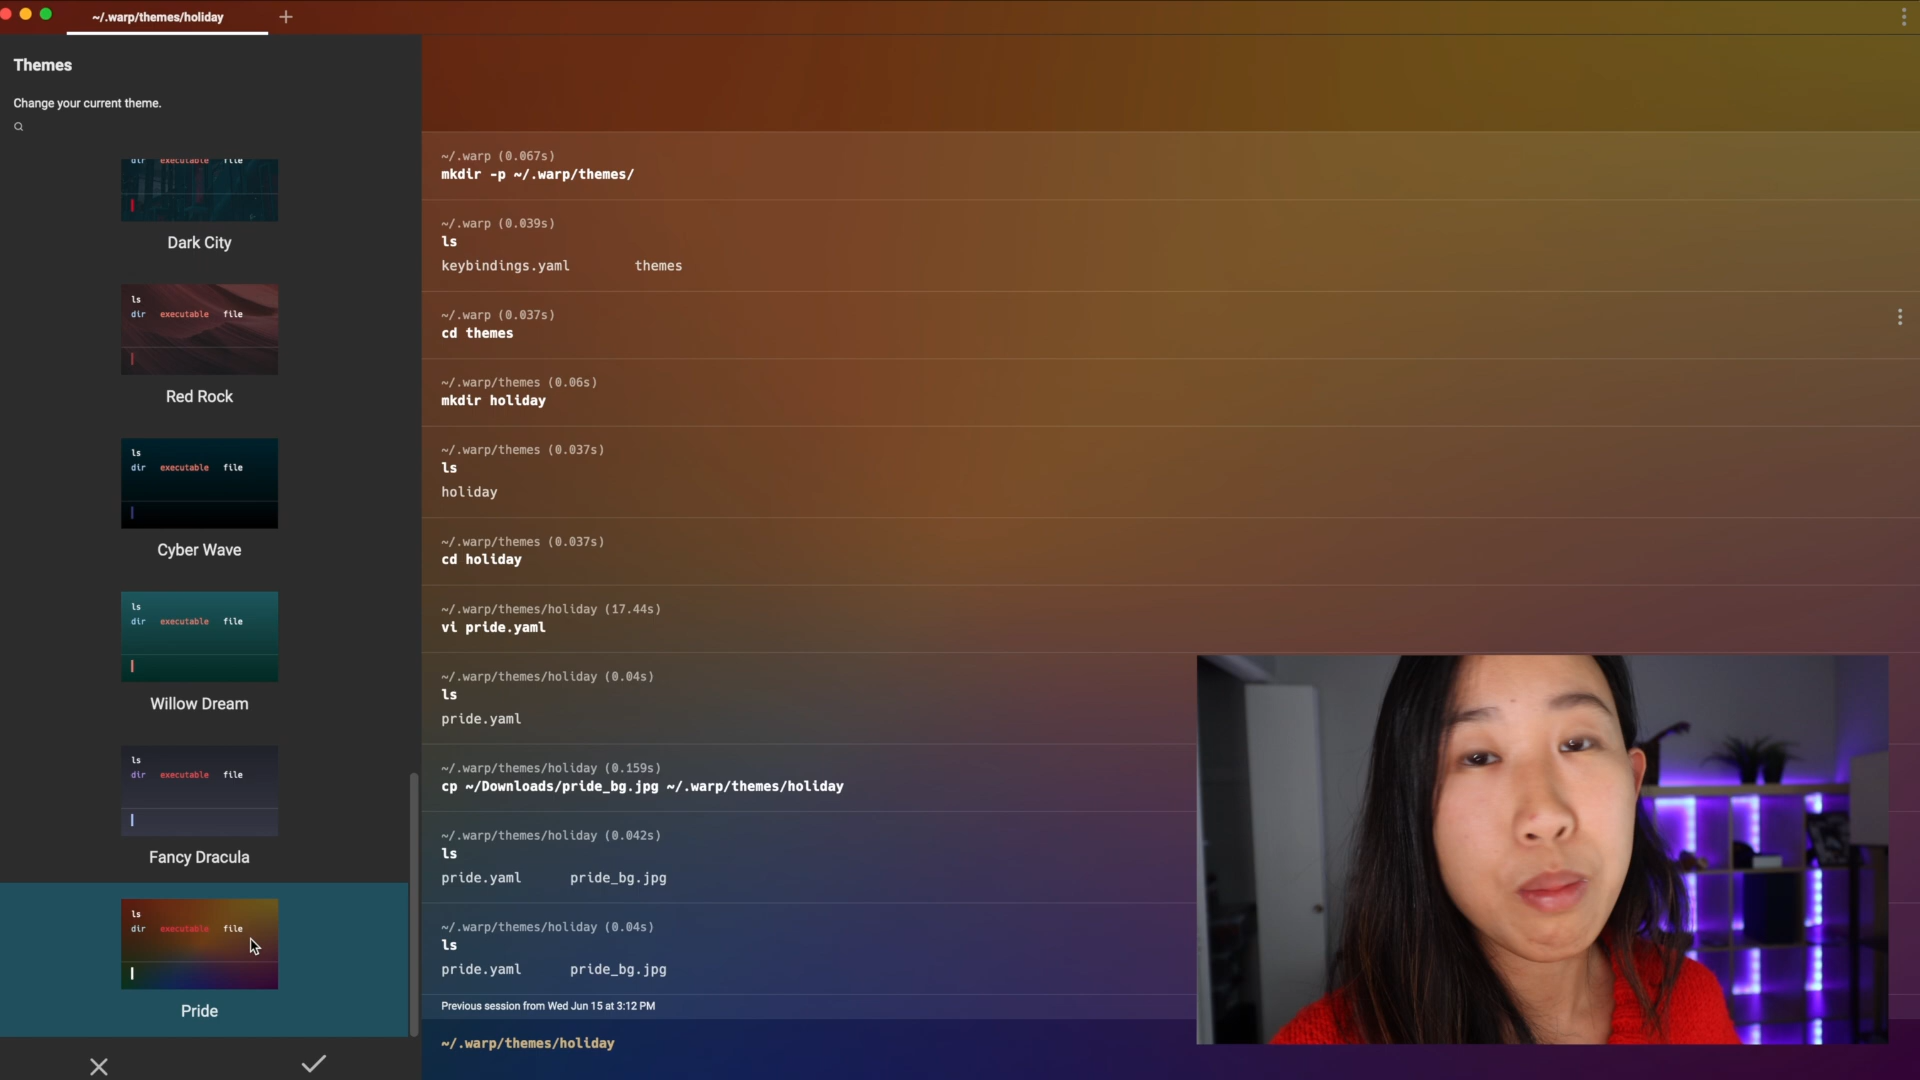 ~/.warp/themes/holiday
Themes
Change your current theme.
dir executable file
Dark City
ls
dir executable file
Red Rock
ls
dir executable file
Cyber Wave
ls
dir executable file
Willow Dream
ls
dir executable file
Fancy Dracula
ls
dir executable file
Pride
~/.warp (0.067s)
mkdir -p ~/.warp/themes/
~/.warp (0.039s)
ls
keybindings.yaml themes
~/.warp (0.037s)
cd themes
~/.warp/themes (0.06s)
mkdir holiday
~/.warp/themes (0.037s)
ls
holiday
~/.warp/themes (0.037s)
cd holiday
~/.warp/themes/holiday (17.44s)
vi pride.yaml
~/.warp/themes/holiday (0.04s)
ls
pride.yaml
~/.warp/themes/holiday (0.159s)
cp ~/Downloads/pride_bg.jpg ~/.warp/themes/holiday
~/.warp/themes/holiday (0.042s)
ls
pride.yaml pride_bg.jpg
~/.warp/themes/holiday (0.04s)
ls
pride.yaml pride_bg.jpg
Previous session from Wed Jun 15 at 3:12 PM
~/.warp/themes/holiday